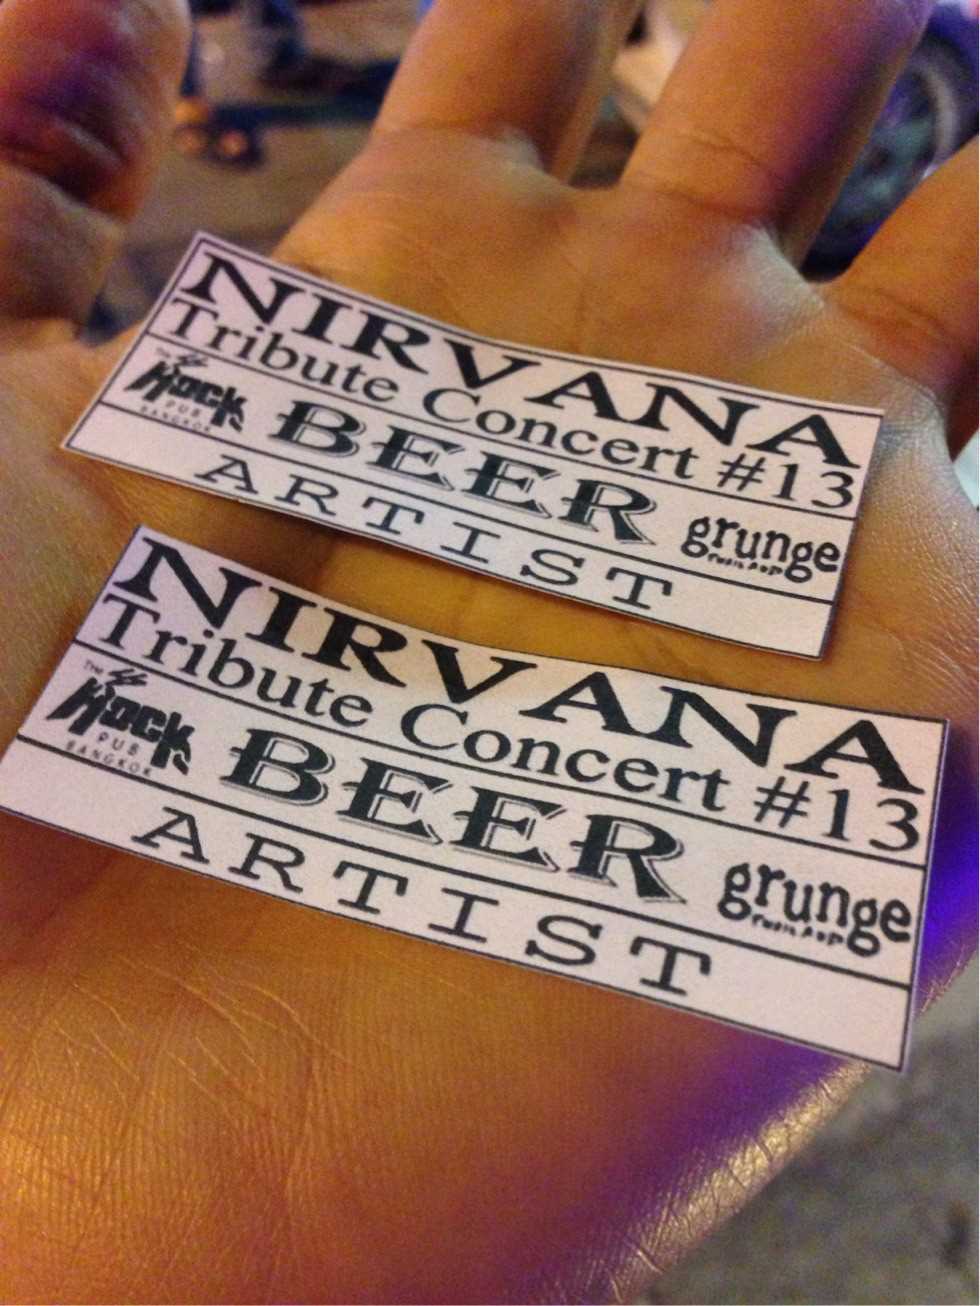 NIRVANA
Tribute Concert #13
The Rock PUB BANGKOK
BEER
grunge
ARTIST
NIRVANA
Tribute Concert #13
The Rock PUB BANGKOK
BEER
grunge
ARTIST